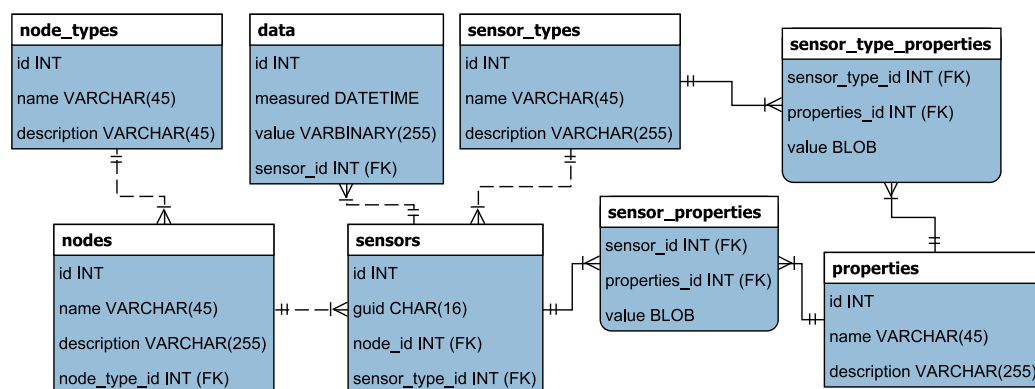 node_types
id INT
name VARCHAR(45)
description VARCHAR(45)
data
id INT
measured DATETIME
value VARBINARY(255)
sensor_id INT (FK)
sensor_types
id INT
name VARCHAR(45)
description VARCHAR(255)
sensor_type_properties
sensor_type_id INT (FK)
properties_id INT (FK)
value BLOB
nodes
id INT
name VARCHAR(45)
description VARCHAR(255)
node_type_id INT (FK)
sensors
id INT
guid CHAR(16)
node_id INT (FK)
sensor_type_id INT (FK)
sensor_properties
sensor_id INT (FK)
properties_id INT (FK)
value BLOB
properties
id INT
name VARCHAR(45)
description VARCHAR(255)